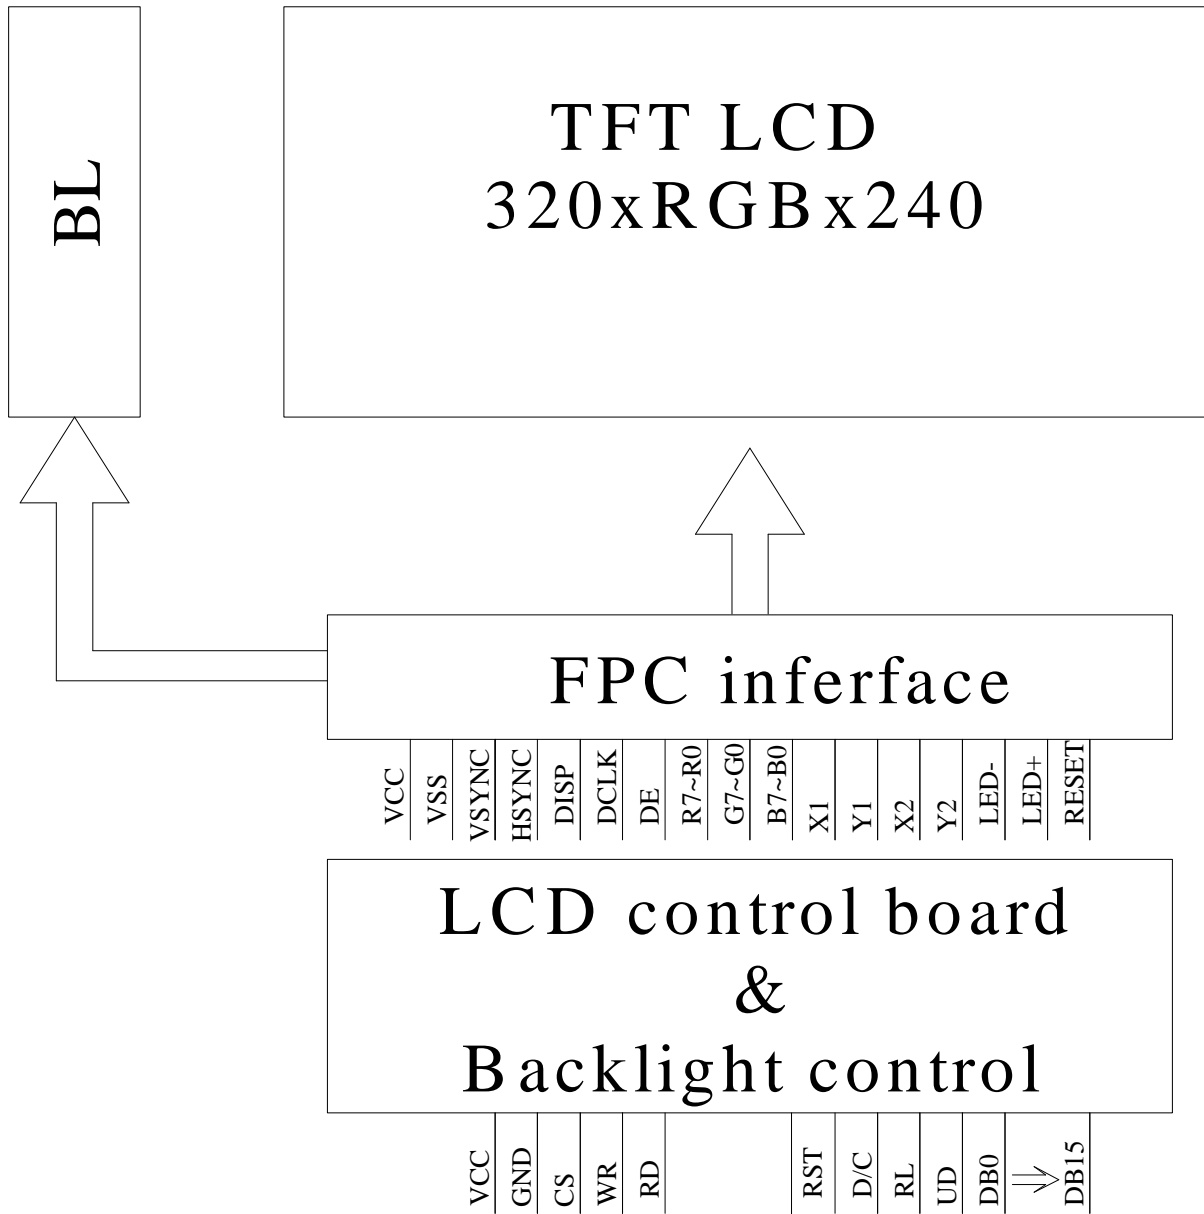 BL
TFT LCD
320xRGBx240
FPC inferface
VCC
VSS
VSYNC
HSYNC
DISP
DCLK
DE
R7~R0
G7~G0
B7~B0
X1
Y1
X2
Y2
LED-
LED+
RESET
LCD control board
&
Backlight control
VCC
GND
CS
WR
RD
RST
D/C
RL
UD
DB0
DB15